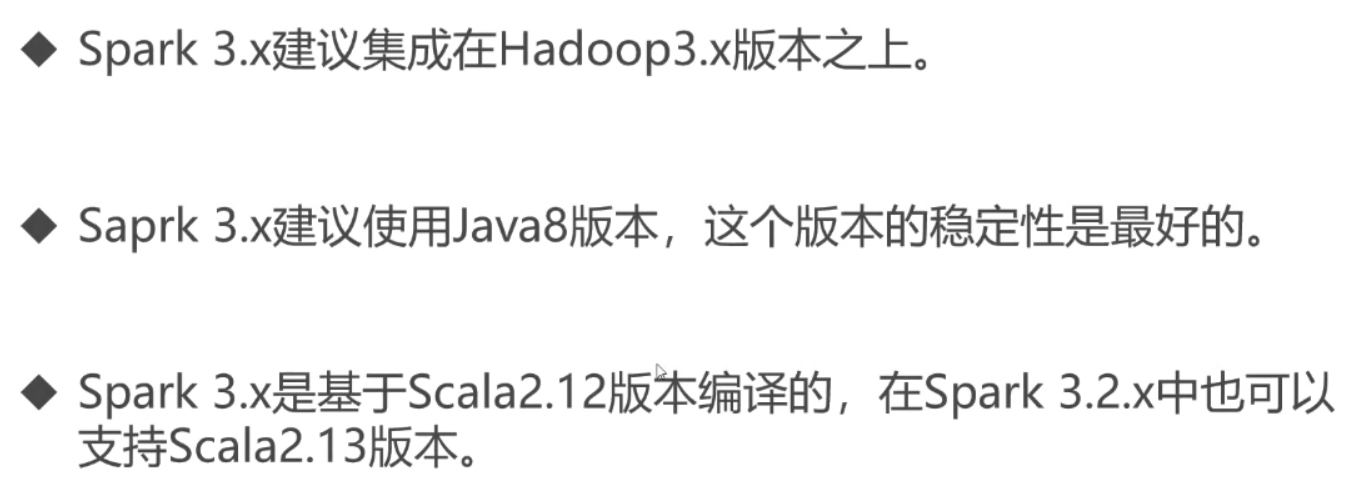 ◆ Spark 3.x建议集成在Hadoop3.x版本之上。
◆ Saprk 3.x建议使用Java8版本，这个版本的稳定性是最好的。
◆ Spark 3.x是基于Scala2.12版本编译的，在Spark 3.2.x中也可以
支持Scala2.13版本。